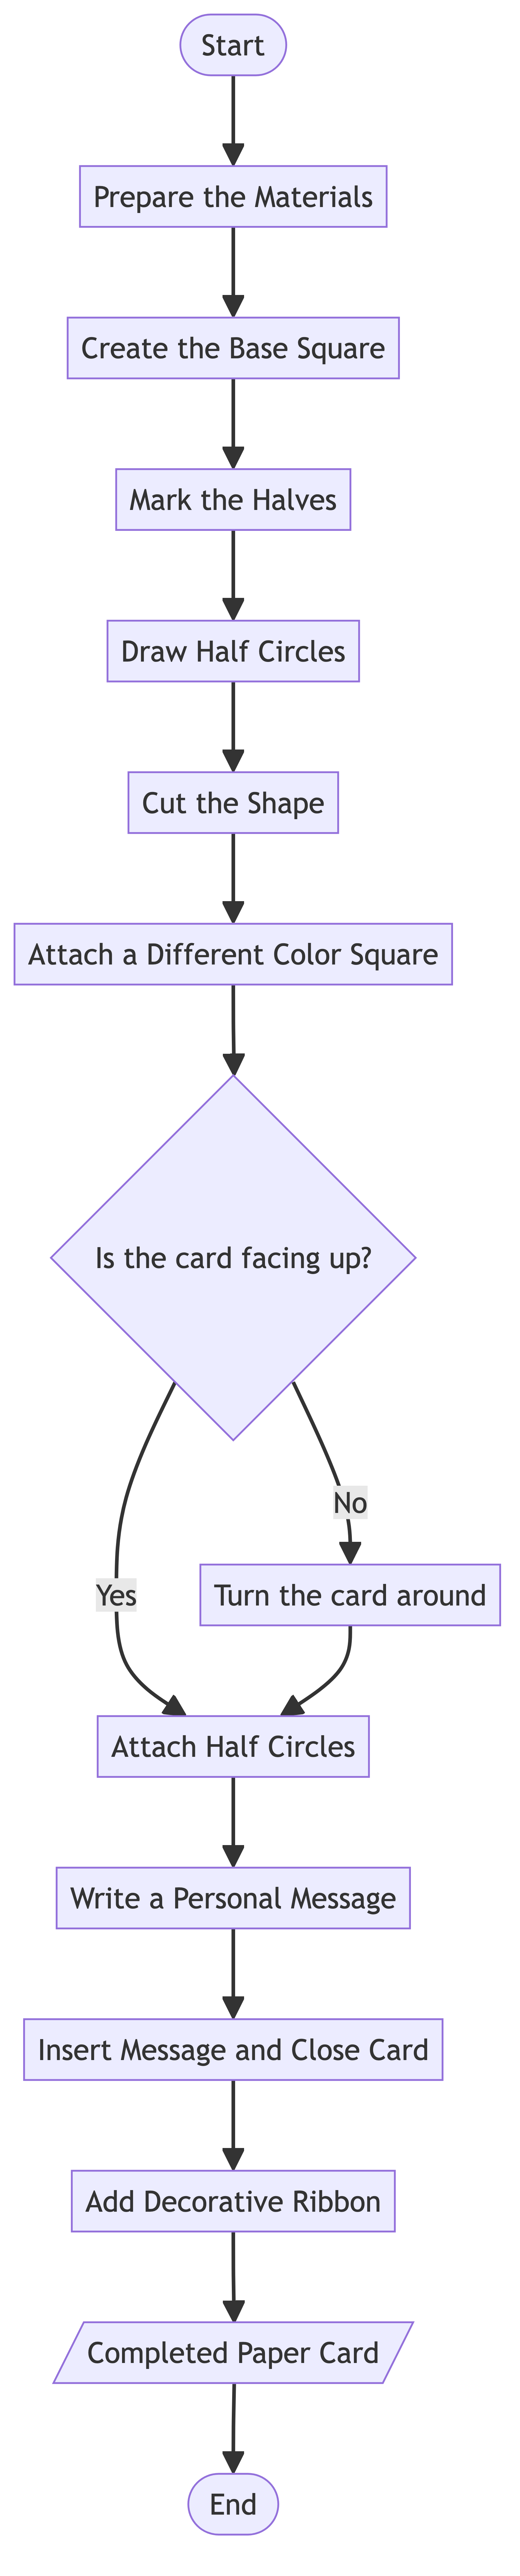 Start
Prepare the Materials
Create the Base Square
Mark the Halves
Draw Half Circles
Cut the Shape
Attach a Different Color Square
Is the card facing up?
No
Yes
Turn the card around
Attach Half Circles
Write a Personal Message
Insert Message and Close Card
Add Decorative Ribbon
Completed Paper Card
End